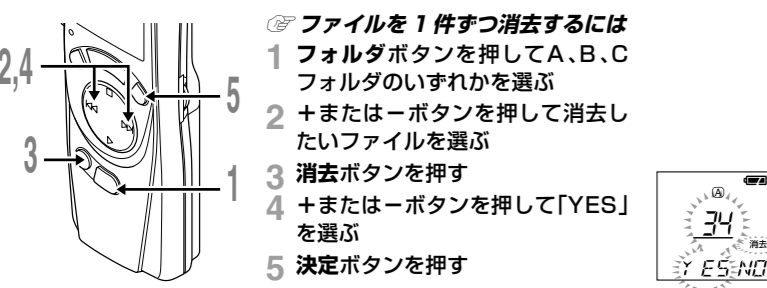 ☞ ファイルを1件ずつ消去するには
1 フォルダボタンを押してA、B、C
フォルダのいずれかを選ぶ
2 ＋または－ボタンを押して消去し
たいファイルを選ぶ
3 消去ボタンを押す
4 ＋または－ボタンを押して「YES」
を選ぶ
5 決定ボタンを押す
2,4
5
3
1
A
34
消去
YES NO